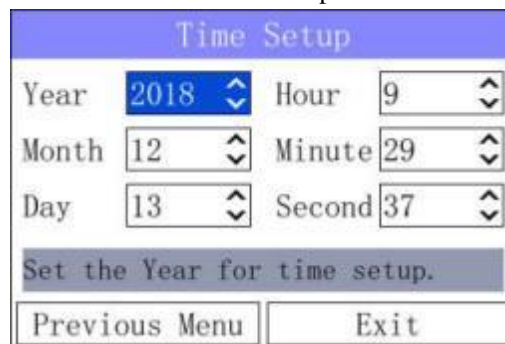 Time Setup
Year 2018 Hour 9
Month 12 Minute 29
Day 13 Second 37
Set the Year for time setup.
Previous Menu Exit